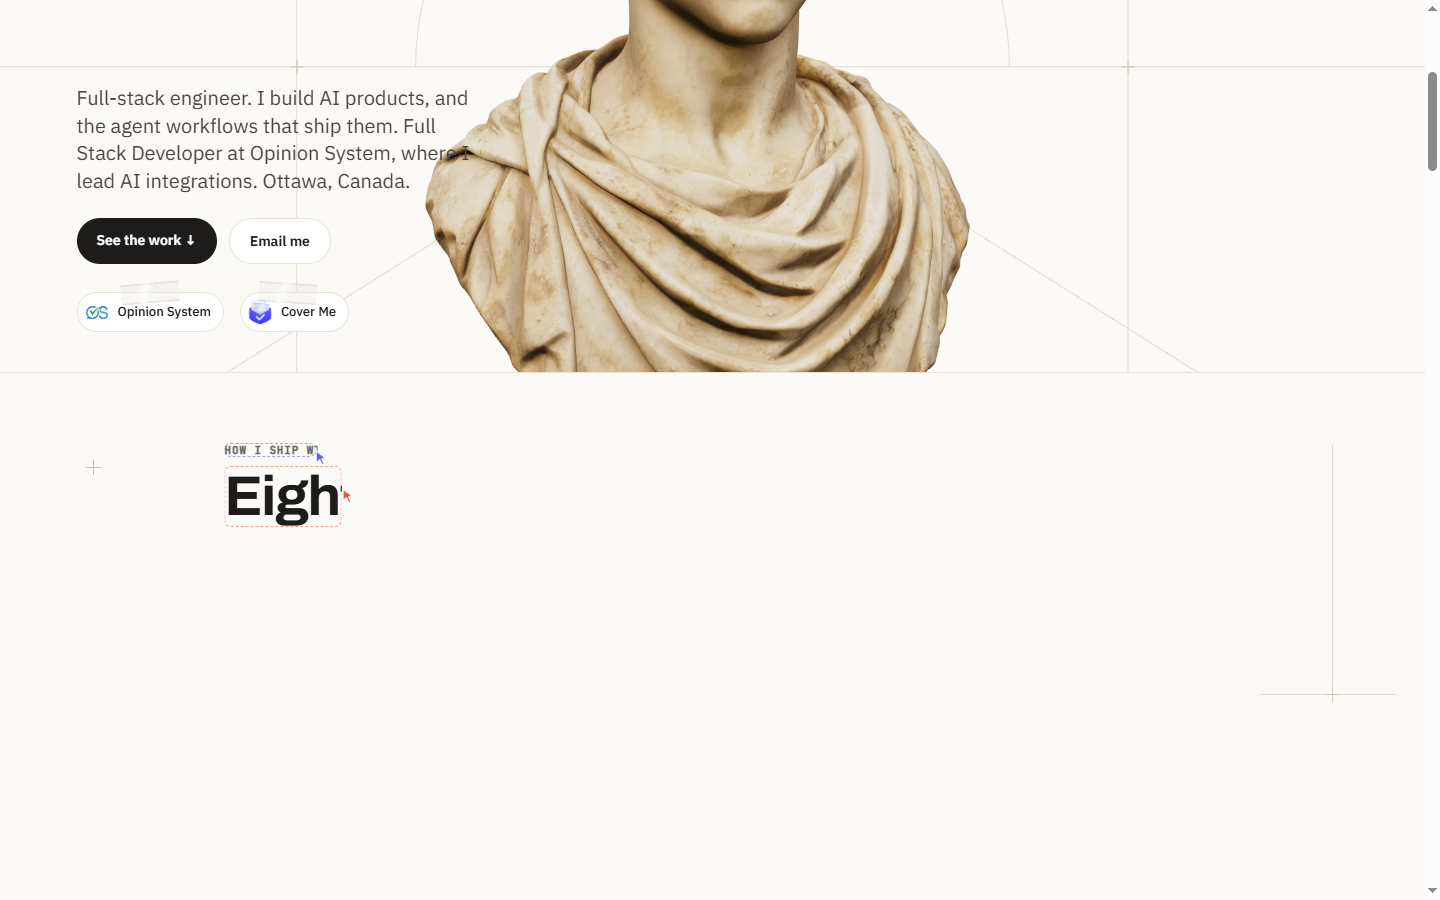 Full-stack engineer. I build AI products, and
the agent workflows that ship them. Full
Stack Developer at Opinion System, where I
lead AI integrations. Ottawa, Canada.
See the work ↓
Email me
Opinion System
Cover Me
HOW I SHIP
Eigh